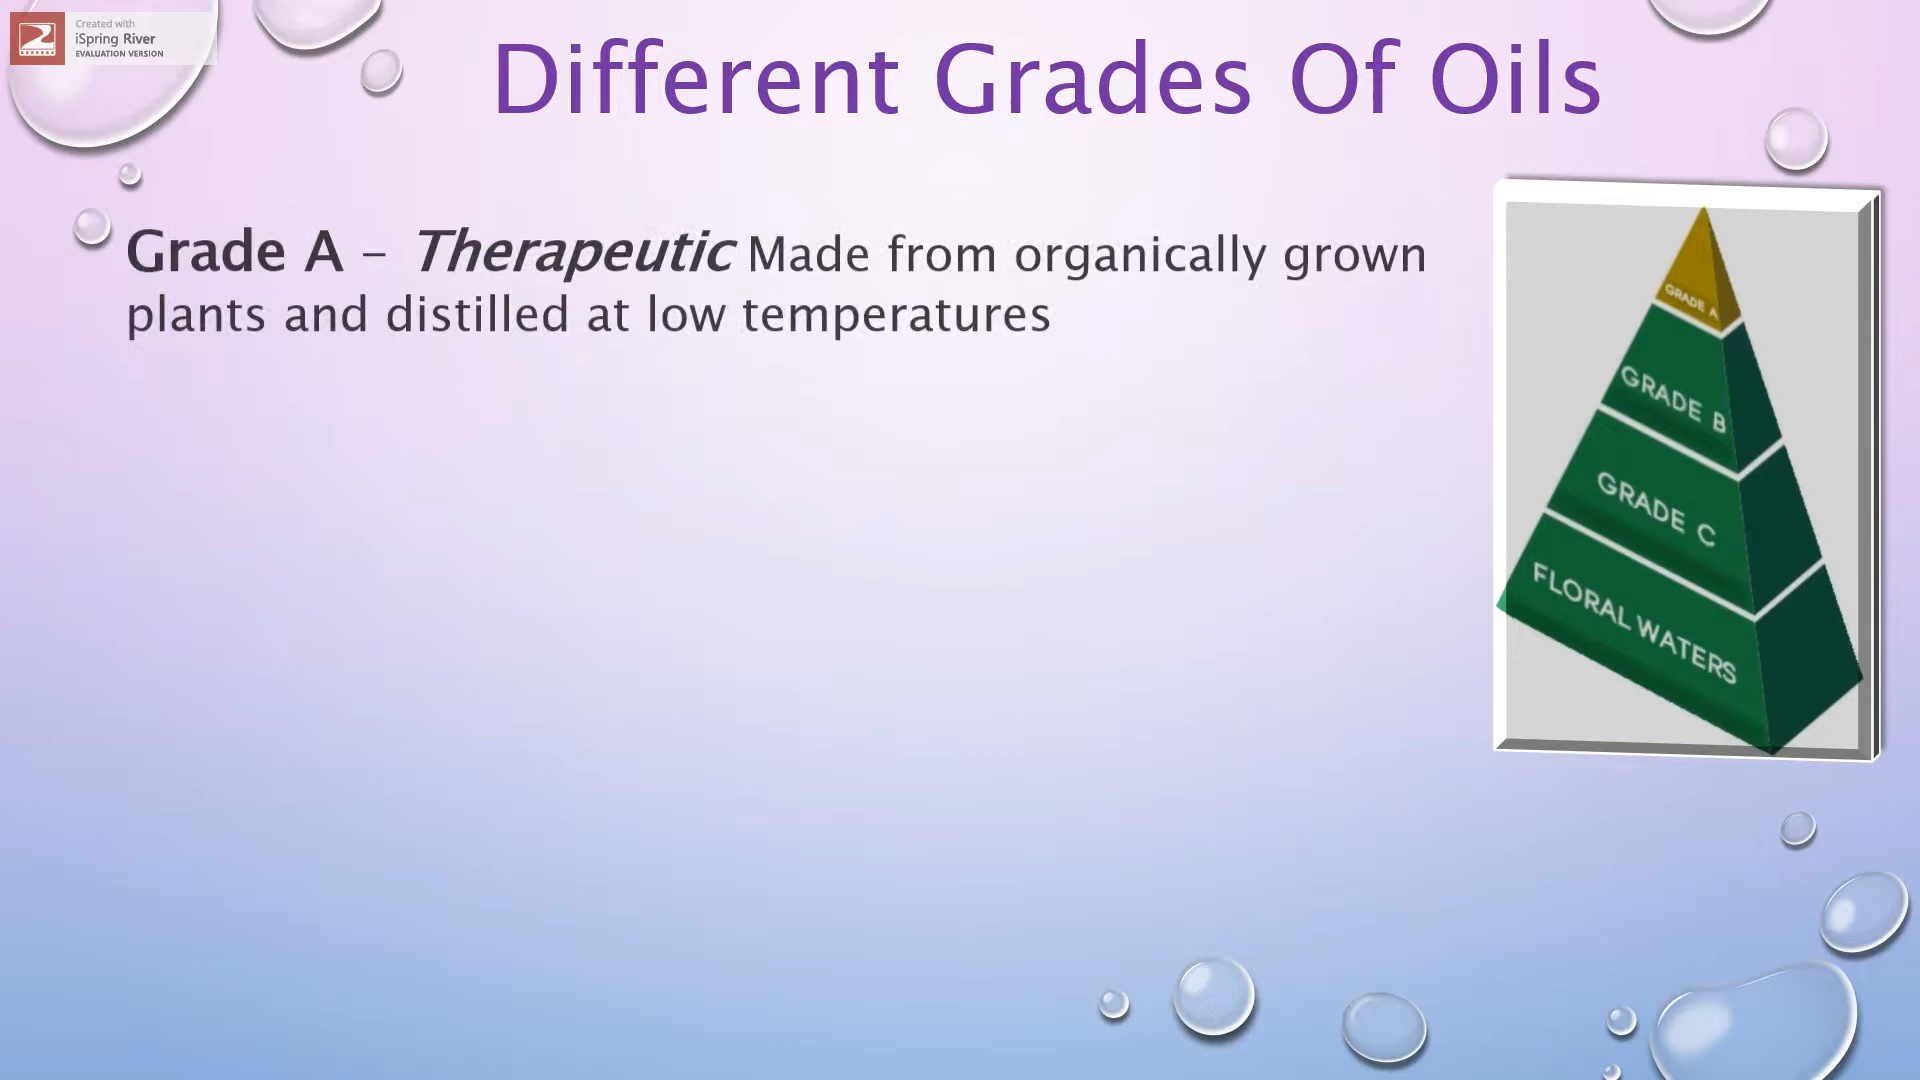 Created with
iSpring River
EVALUATION VERSION
Different Grades Of Oils
Grade A – Therapeutic Made from organically grown
plants and distilled at low temperatures
GRADE A
GRADE B
GRADE C
FLORAL WATERS